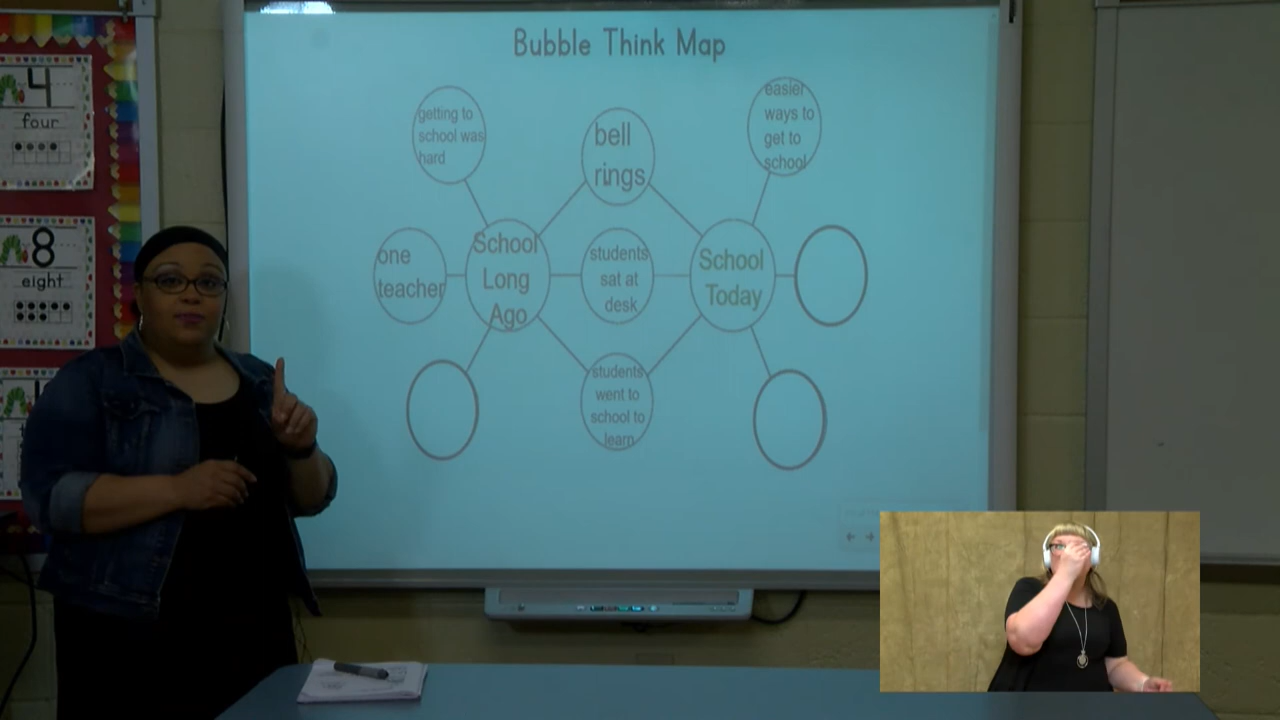 Bubble Think Map
getting to
school was
hard
bell
rings
easier
ways to
get to
school
one
teacher
School
Long
Ago
students
sat at
desk
School
Today
students
went to
school to
learn
4
four
8
eight